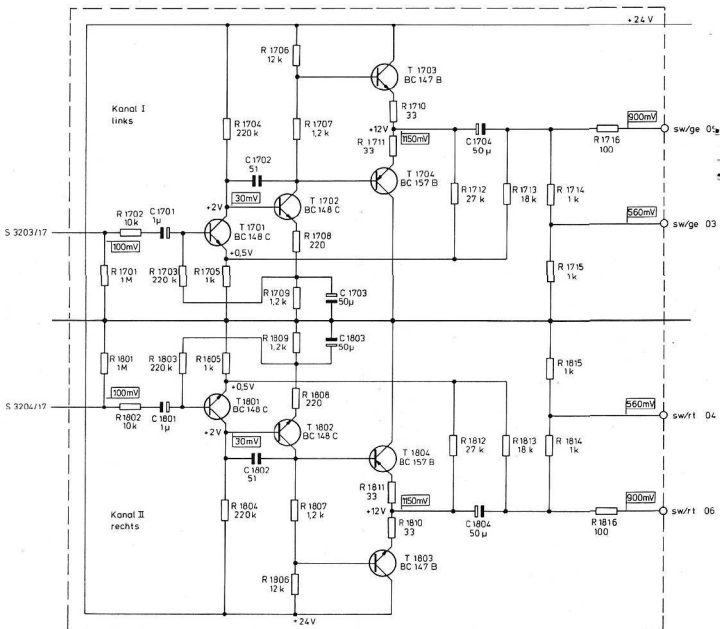 +24V
R 1706
12 k
T 1703
BC 147 B
Kanal I
links
R 1704
220 k
R 1707
1,2 k
R 1710
33
+12V
1150mV
R 1711
33
C 1704
50µ
900mV
sw/ge 05
R 1716
100
C 1702
51
T 1704
BC 157 B
R 1712
27 k
R 1713
18 k
R 1714
1 k
+2V
30mV
T 1702
BC 148 C
R 1702
10k
C 1701
1µ
T 1701
BC 148 C
R 1708
220
560mV
sw/ge 03
S 3203/17
100mV
+0,5V
R 1701
1M
R 1703
220 k
R 1705
1k
R 1709
1,2 k
C 1703
50µ
R 1715
1k
R 1801
1M
R 1803
220 k
R 1805
1k
R 1809
1,2k
C 1803
50µ
R 1815
1k
100mV
+0,5V
R 1808
220
S 3204/17
R 1802
10k
C 1801
1µ
T 1801
BC 148 C
560mV
sw/rt 04
+2V
30mV
T 1802
BC 148 C
R 1812
27 k
R 1813
18 k
R 1814
1k
C 1802
51
T 1804
BC 157 B
R 1811
33
Kanal II
rechts
R 1804
220 k
R 1807
1,2 k
+12V
1150mV
C 1804
50 µ
900mV
sw/rt 06
R 1810
33
R 1816
100
R 1806
12 k
T 1803
BC 147 B
+24V